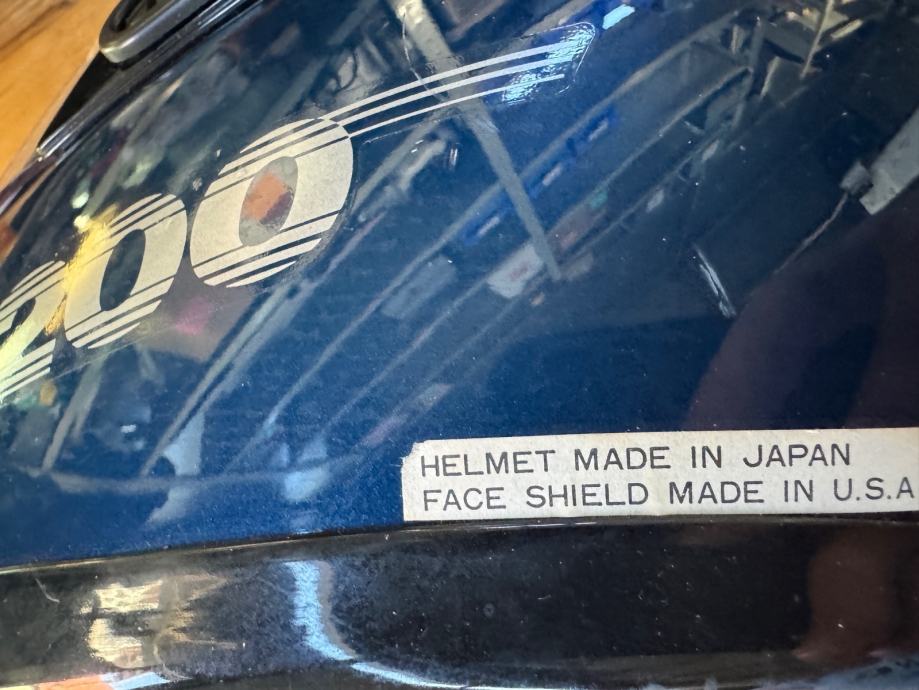 200
HELMET MADE IN JAPAN
FACE SHIELD MADE IN U.S.A